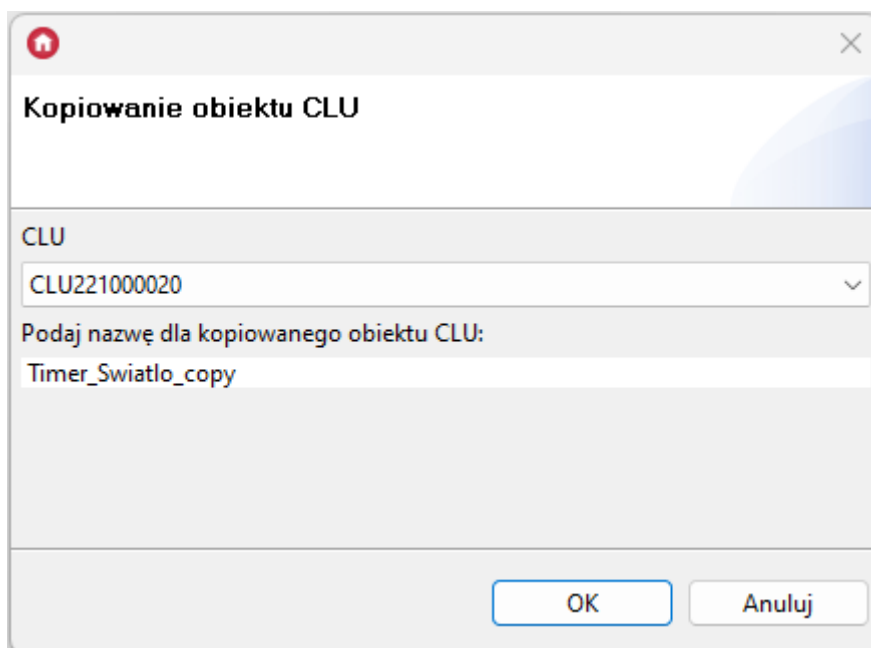 Kopiowanie obiektu CLU
CLU
CLU221000020
Podaj nazwę dla kopiowanego obiektu CLU:
Timer_Swiatlo_copy
OK
Anuluj